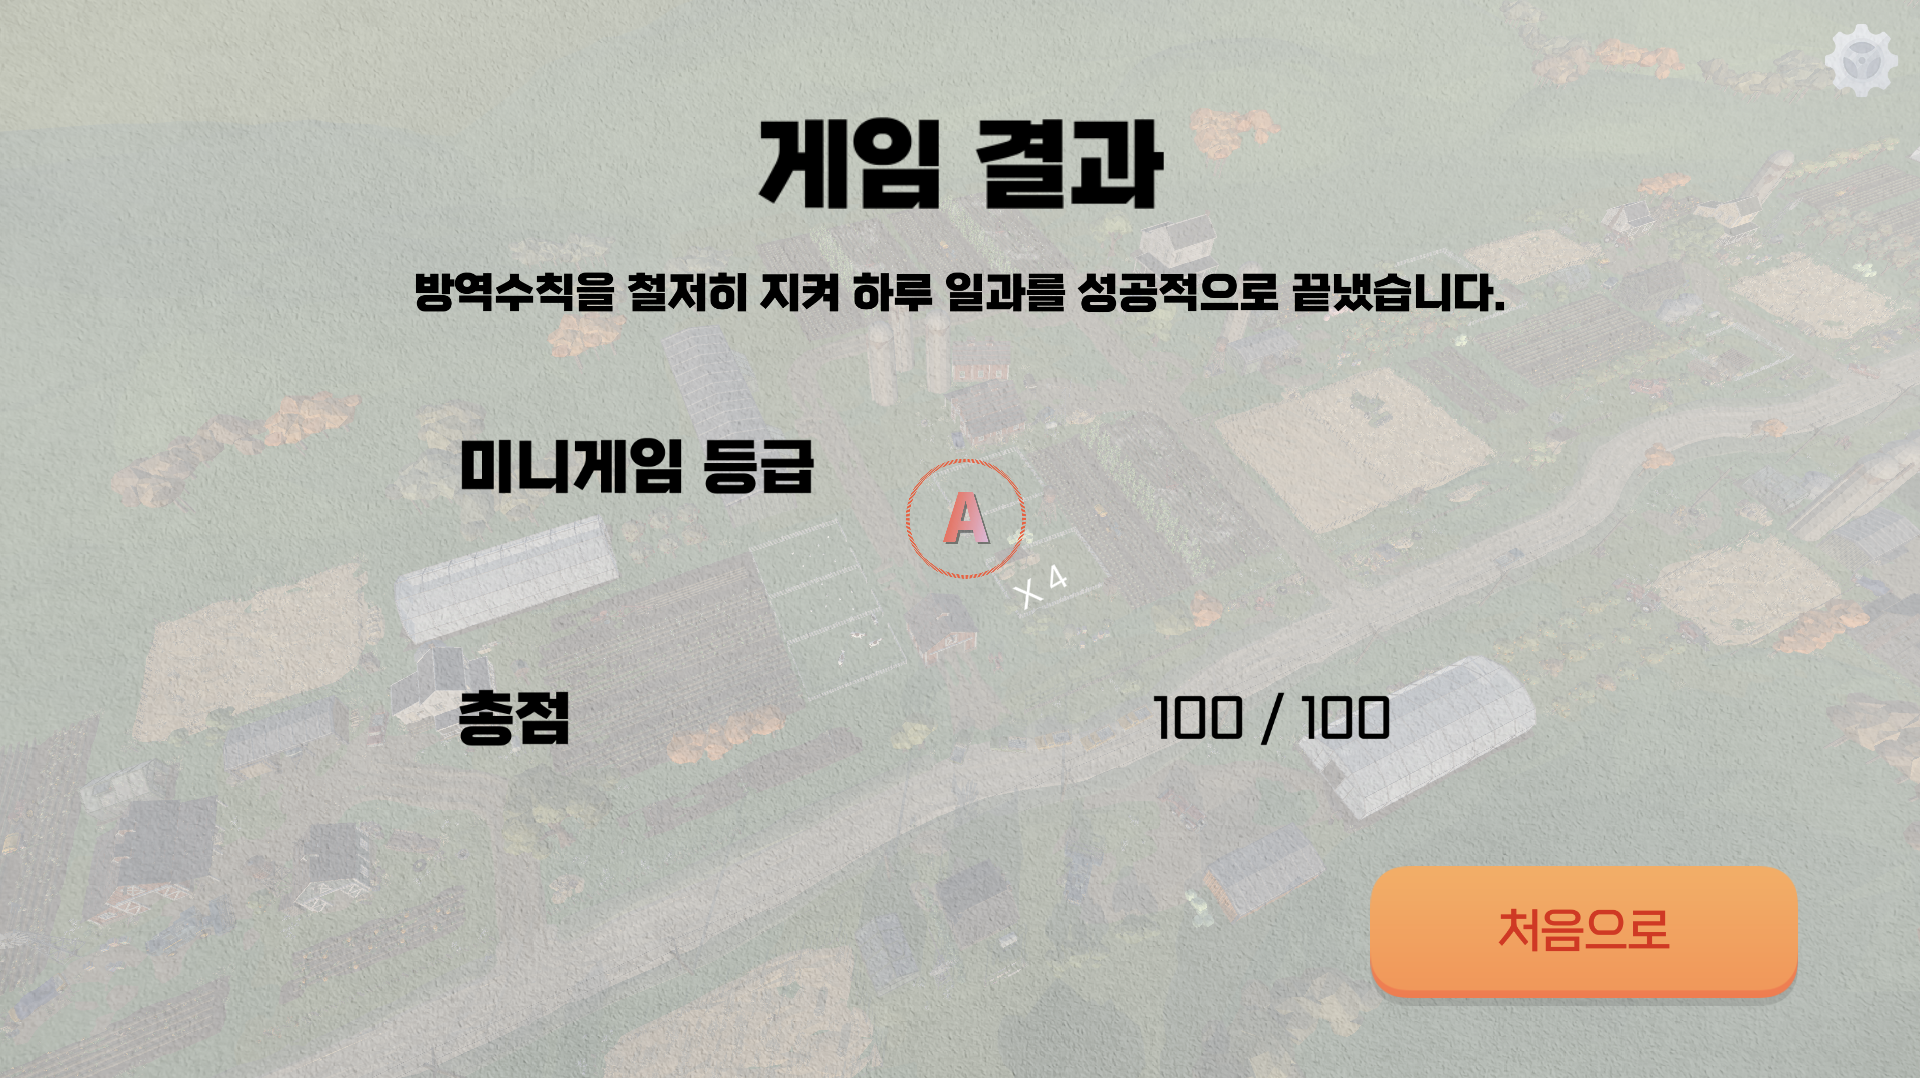 게임 결과
방역수칙을 철저히 지켜 하루 일과를 성공적으로 끝냈습니다.
미니게임 등급
A
X 4
총점
100 / 100
처음으로